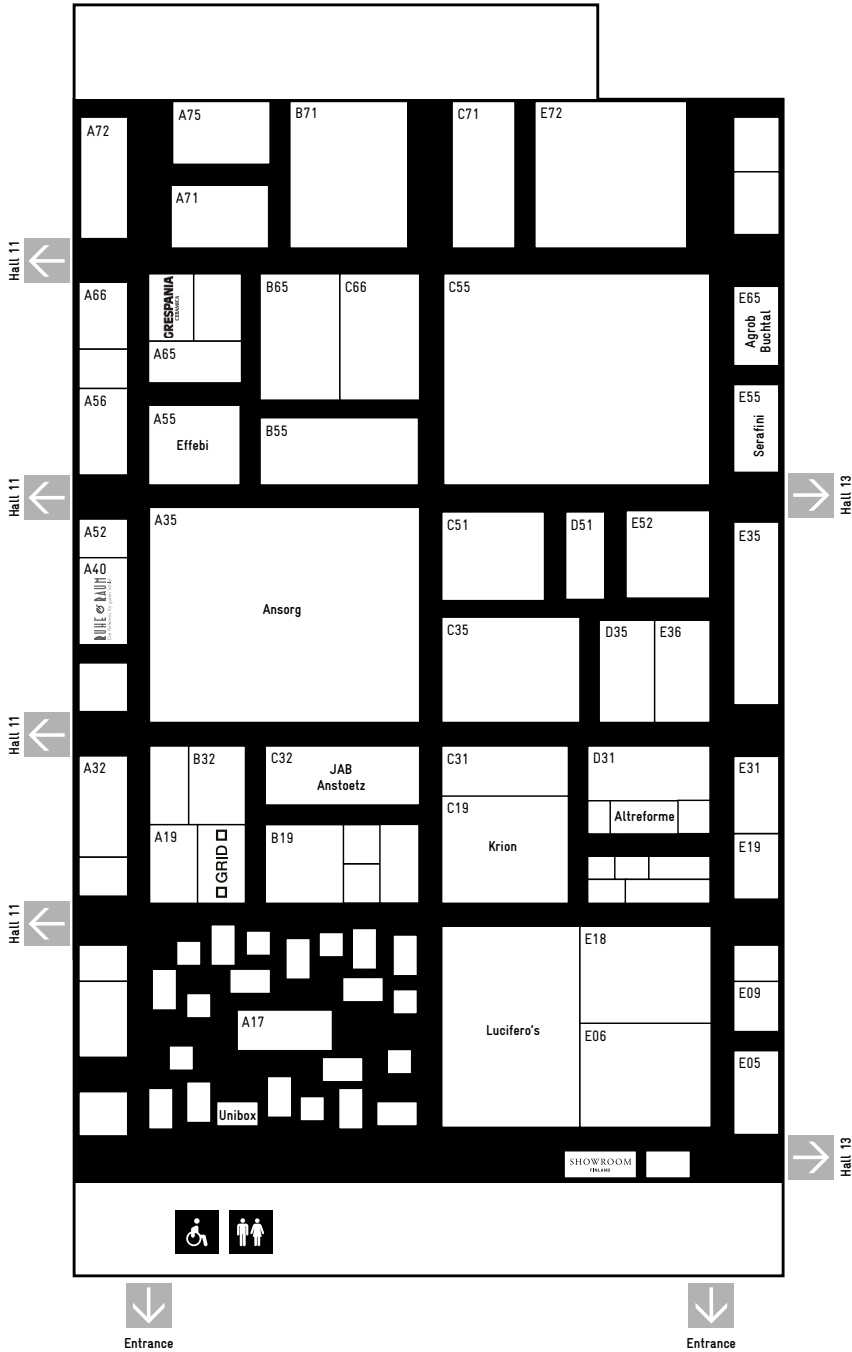 A72
A75
B71
C71
E72
A71
Hall 11
A66
GRESPANIA
CERAMICA
B65
C66
C55
E65
Agrob
Buchtal
A65
A56
A55
Effebi
B55
E55
Serafini
Hall 11
Hall 13
A52
A35
Ansorg
C51
D51
E52
E35
A40
RUHE & RAUM
C35
D35
E36
Hall 11
A32
B32
C32
JAB
Anstoetz
C31
D31
E31
Altreforme
A19
GRID
B19
C19
Krion
E19
Hall 11
E18
Lucifero's
E09
A17
E06
E05
Unibox
SHOWROOM
FINLAND
Hall 13
Entrance
Entrance